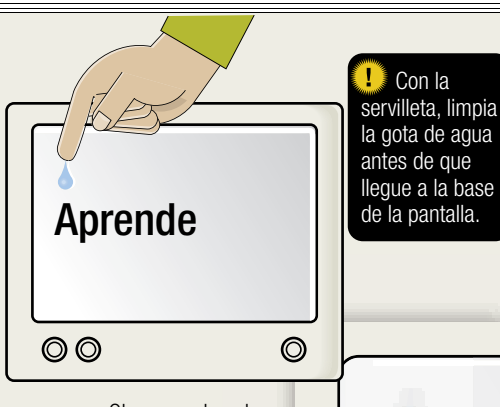 Aprende
! Con la
servilleta, limpia
la gota de agua
antes de que
llegue a la base
de la pantalla.